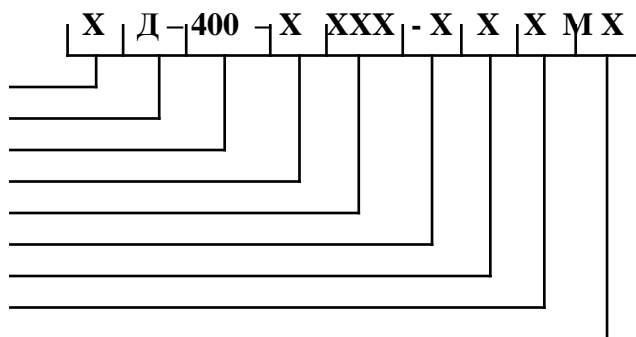 Х Д – 400 – Х ХХХ - Х Х Х М Х